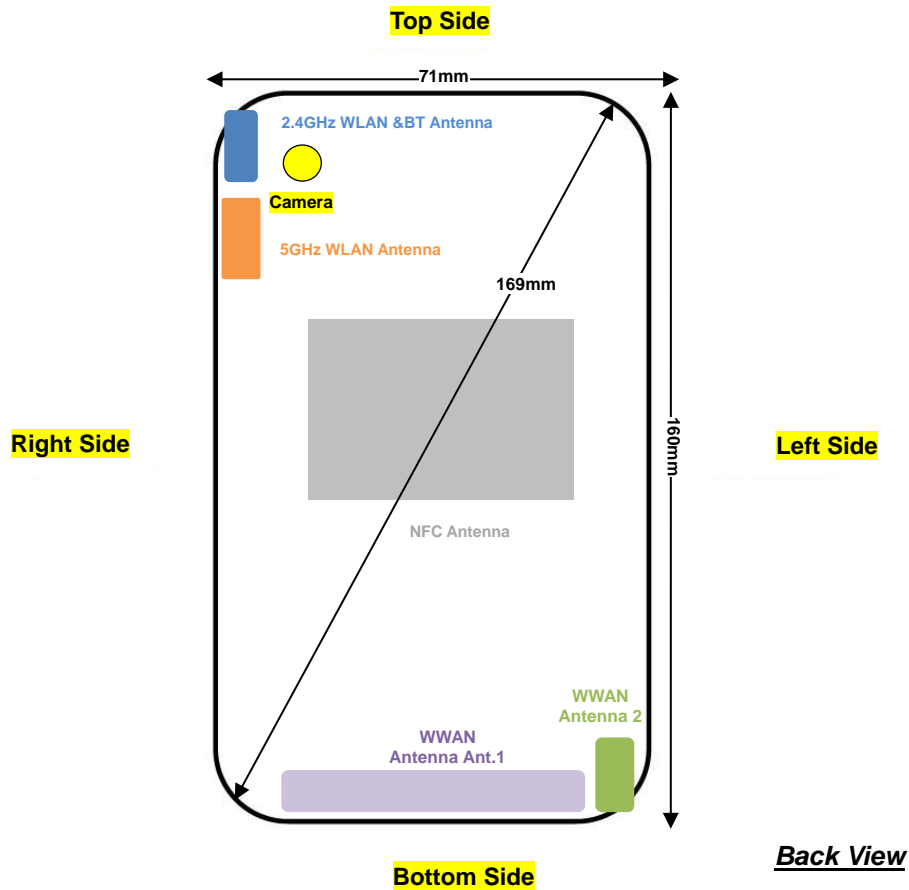 Top Side
71mm
2.4GHz WLAN &BT Antenna
Camera
5GHz WLAN Antenna
169mm
160mm
Right Side
Left Side
NFC Antenna
WWAN
Antenna 2
WWAN
Antenna Ant.1
Back View
Bottom Side